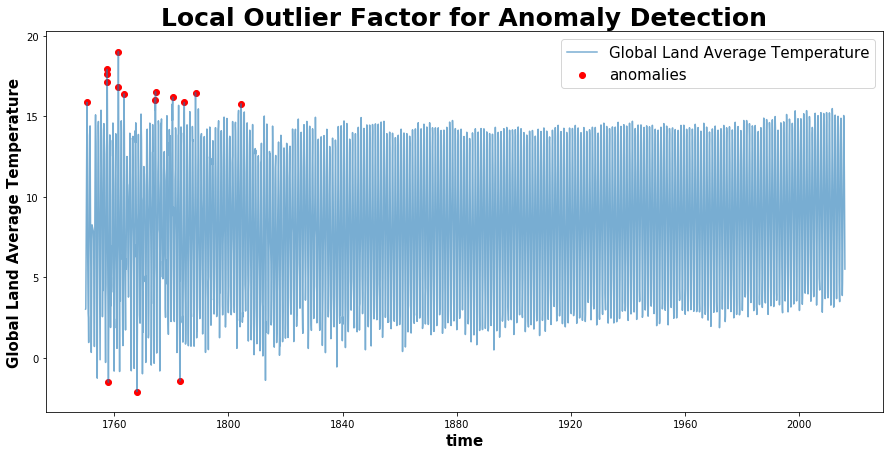 Local Outlier Factor for Anomaly Detection
Global Land Average Temperature
anomalies
Global Land Average Temperature
20
15
10
5
0
1760 1800 1840 1880 1920 1960 2000
time